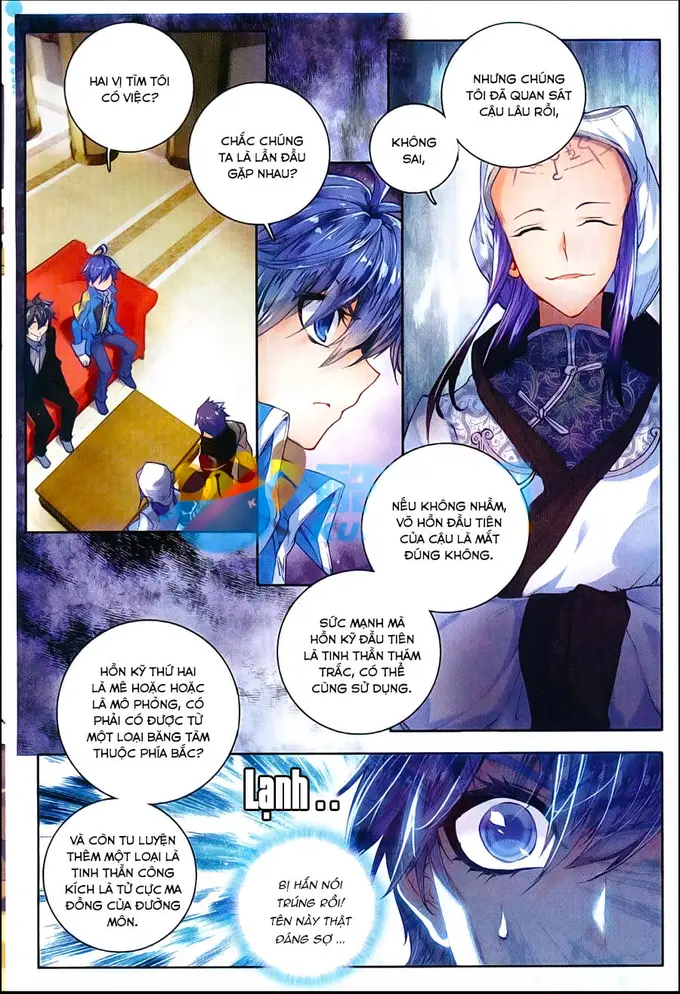 HAI VỊ TÌM TÔI
CÓ VIỆC?
CHẮC CHÚNG
TA LÀ LẦN ĐẦU
GẶP NHAU?
KHÔNG
SAI,
NHƯNG CHÚNG
TÔI ĐÃ QUAN SÁT
CẬU LÂU RỒI,
NẾU KHÔNG NHẦM,
VÕ HỒN ĐẦU TIÊN
CỦA CẬU LÀ MẮT
ĐÚNG KHÔNG.
SỨC MẠNH MÀ
HỒN KỸ ĐẦU TIÊN
LÀ TINH THẦN THÁM
TRẮC, CÓ THỂ
CÙNG SỬ DỤNG.
HỒN KỸ THỨ HAI
LÀ MÊ HOẶC HOẶC
LÀ MÔ PHỎNG, CÓ
PHẢI CÓ ĐƯỢC TỪ
MỘT LOẠI BĂNG TÂM
THUỘC PHÍA BẮC?
LẠNH . .
VÀ CÒN TU LUYỆN
THÊM MỘT LOẠI LÀ
TINH THẦN CÔNG
KÍCH LÀ TỬ CỰC MA
ĐỒNG CỦA ĐƯỜNG
MÔN.
BỊ HẮN NÓI
TRÚNG RỒI!
TÊN NÀY THẬT
ĐÁNG SỢ ...